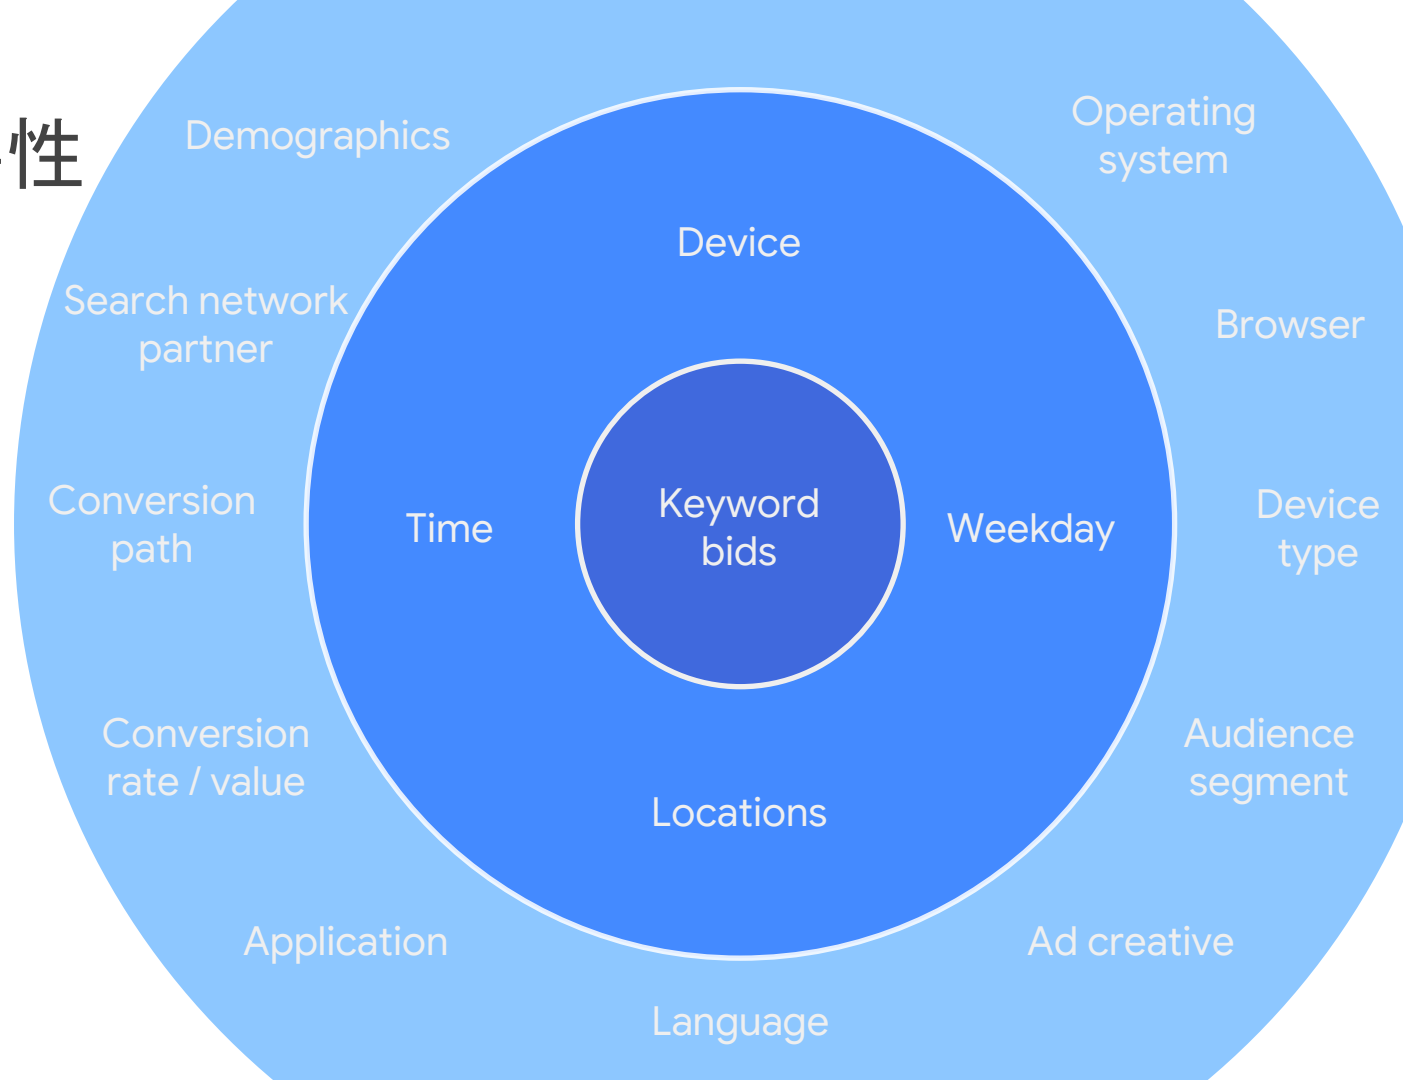 性
Demographics
Operating
system
Device
Search network
partner
Browser
Conversion
path
Time
Keyword
bids
Weekday
Device
type
Conversion
rate / value
Audience
segment
Locations
Application
Ad creative
Language